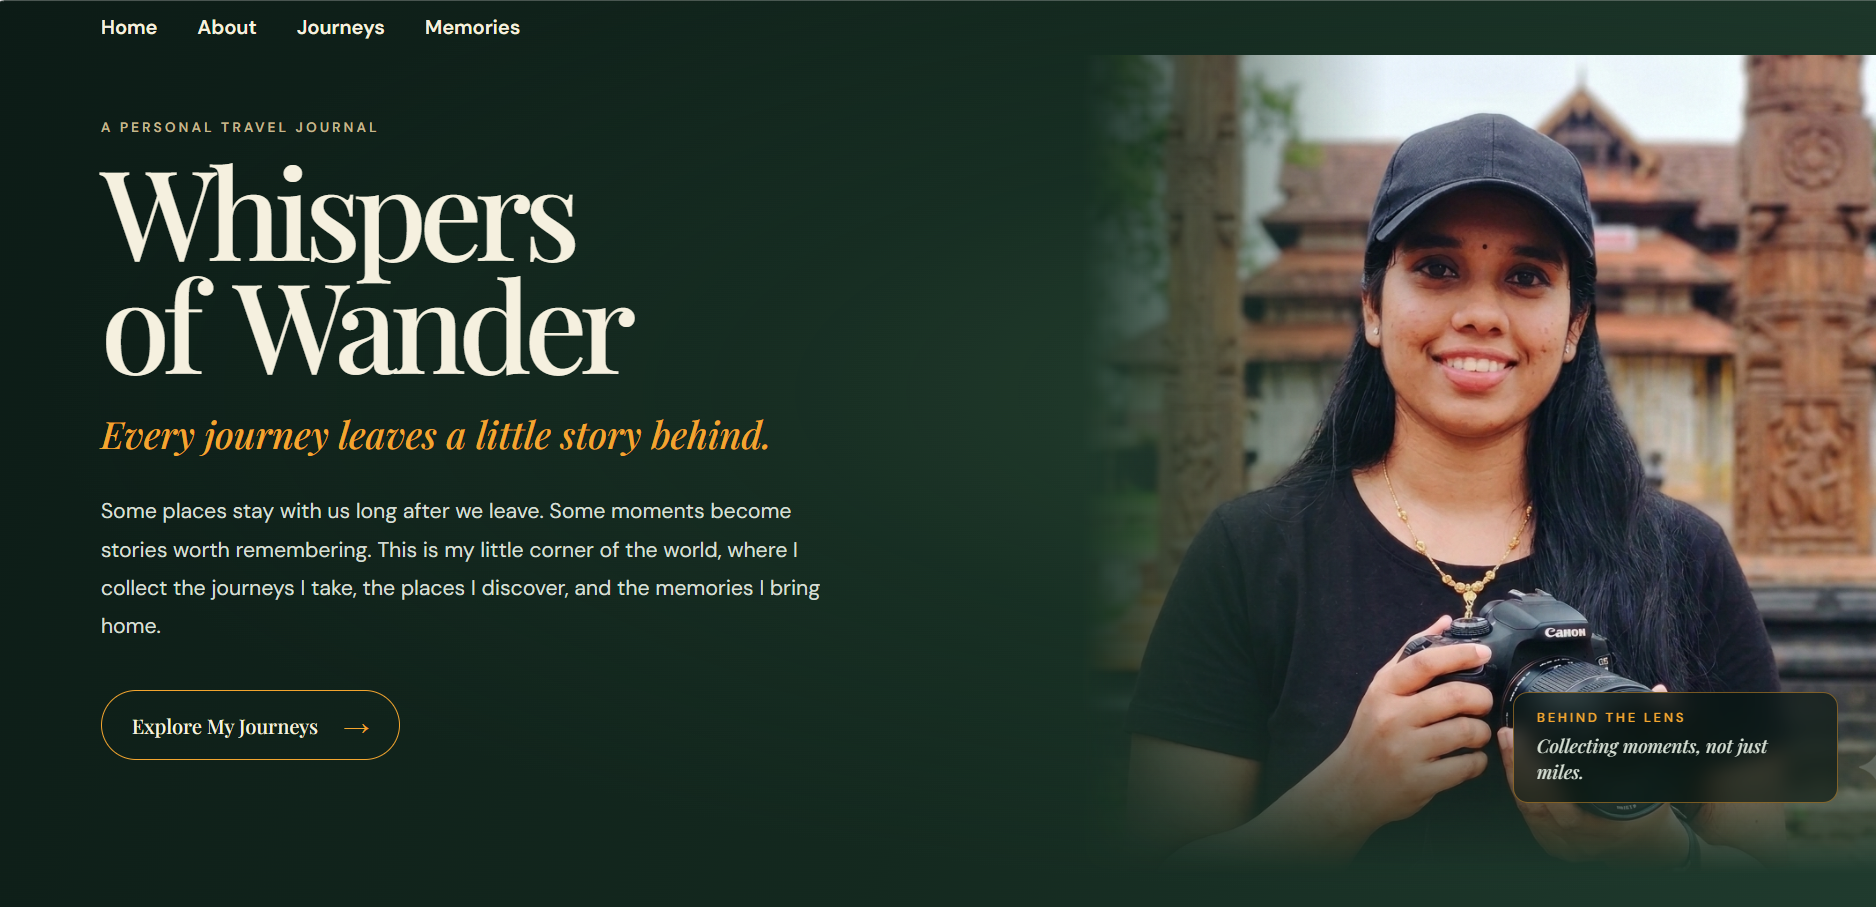 Home About Journeys Memories
A PERSONAL TRAVEL JOURNAL
Whispers
of Wander
Every journey leaves a little story behind.
Some places stay with us long after we leave. Some moments become
stories worth remembering. This is my little corner of the world, where I
collect the journeys I take, the places I discover, and the memories I bring
home.
Explore My Journeys →
Canon
BEHIND THE LENS
Collecting moments, not just
miles.